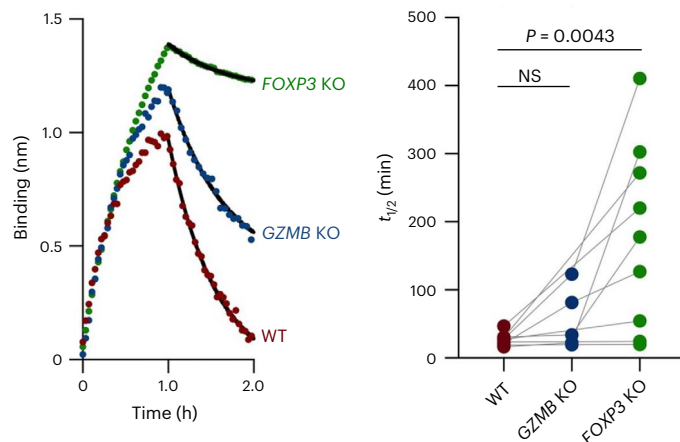 1.5
1.0
0.5
0
Binding (nm)
0
1.0
2.0
Time (h)
FOXP3 KO
GZMB KO
WT
500
400
300
200
100
0
t1/2 (min)
P = 0.0043
NS
WT
GZMB KO
FOXP3 KO